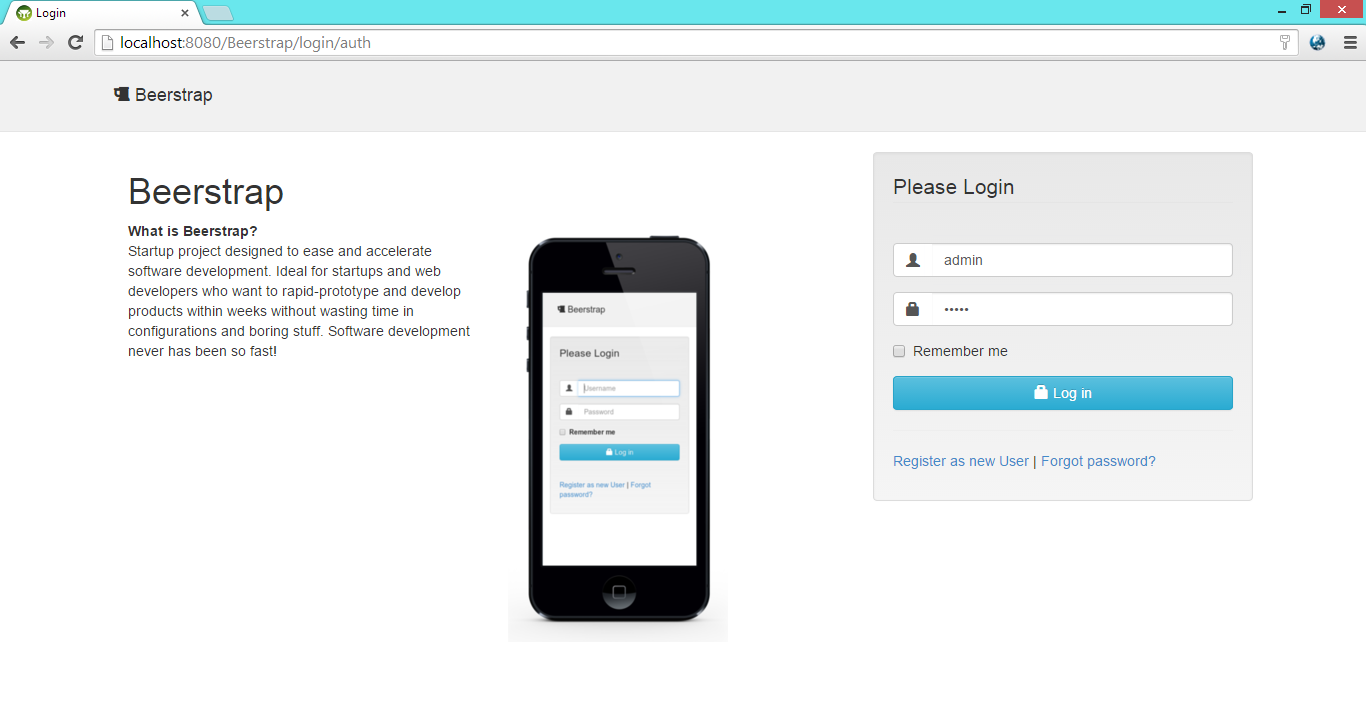 Login
localhost:8080/Beerstrap/login/auth
Beerstrap
Beerstrap
What is Beerstrap?
Startup project designed to ease and accelerate
software development. Ideal for startups and web
developers who want to rapid-prototype and develop
products within weeks without wasting time in
configurations and boring stuff. Software development
never has been so fast!
Beerstrap
Please Login
Username
Password
Remember me
Log in
Register as new User | Forgot
password?
Please Login
admin
•••••
Remember me
Log in
Register as new User | Forgot password?